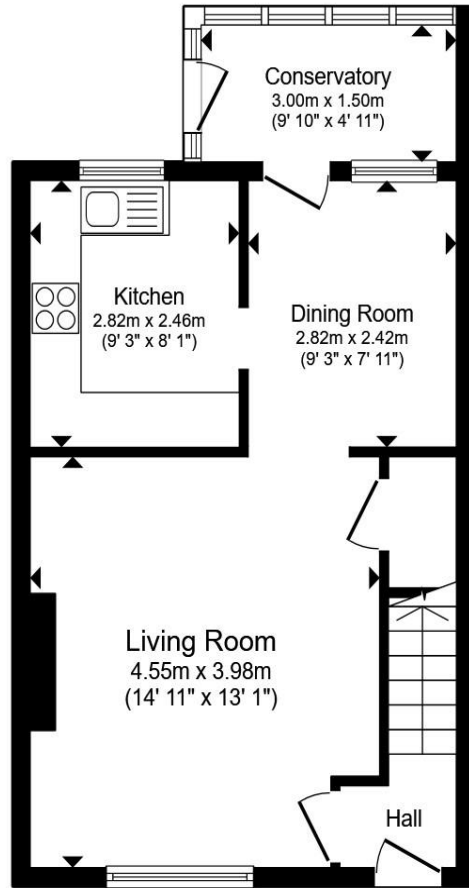 Conservatory
3.00m x 1.50m
(9' 10" x 4' 11")
Kitchen
2.82m x 2.46m
(9' 3" x 8' 1")
Dining Room
2.82m x 2.42m
(9' 3" x 7' 11")
Living Room
4.55m x 3.98m
(14' 11" x 13' 1")
Hall